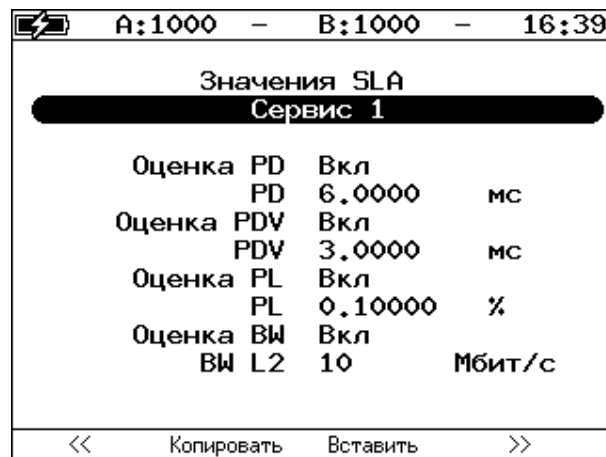 A:1000 – B:1000 – 16:39
Значения SLA
Сервис 1
Оценка PD Вкл
PD 6.0000 мс
Оценка PDV Вкл
PDV 3.0000 мс
Оценка PL Вкл
PL 0.10000 %
Оценка BW Вкл
BW L2 10 Мбит/с
<< Копировать Вставить >>